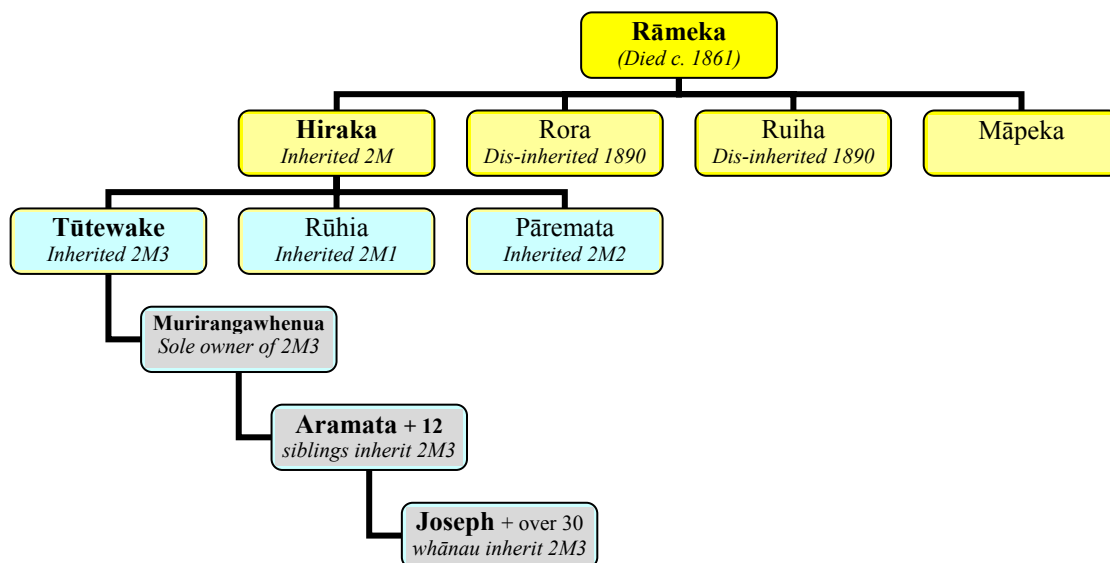 Rāmeka
(Died c. 1861)
Hiraka
Inherited 2M
Rora
Dis-inherited 1890
Ruiha
Dis-inherited 1890
Māpeka
Tūtewake
Inherited 2M3
Rūhia
Inherited 2M1
Pāremata
Inherited 2M2
Murirangawhenua
Sole owner of 2M3
Aramata + 12
siblings inherit 2M3
Joseph + over 30
whānau inherit 2M3